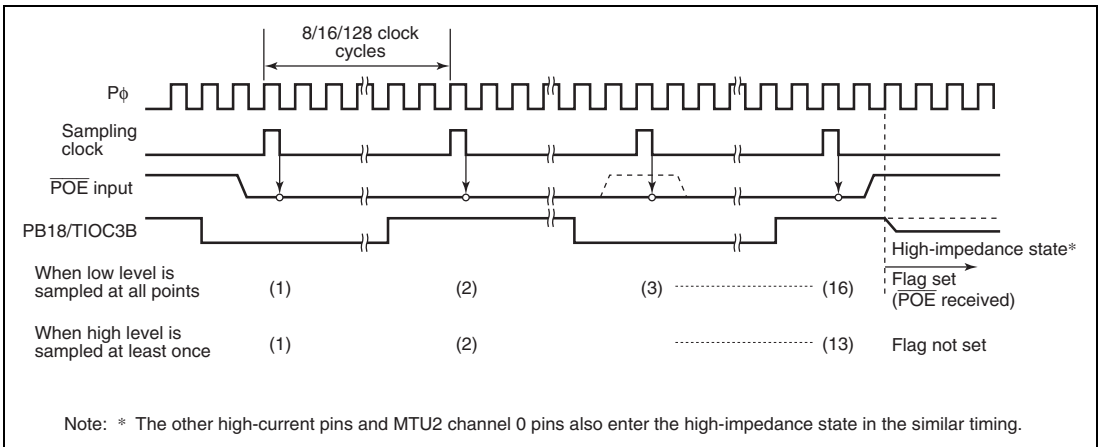 8/16/128 clock
cycles
Pϕ
Sampling
clock
POE input
PB18/TIOC3B
High-impedance state*
When low level is
sampled at all points
(1) (2) (3) (16)
Flag set
(POE received)
When high level is
sampled at least once
(1) (2) (13) Flag not set
Note: * The other high-current pins and MTU2 channel 0 pins also enter the high-impedance state in the similar timing.